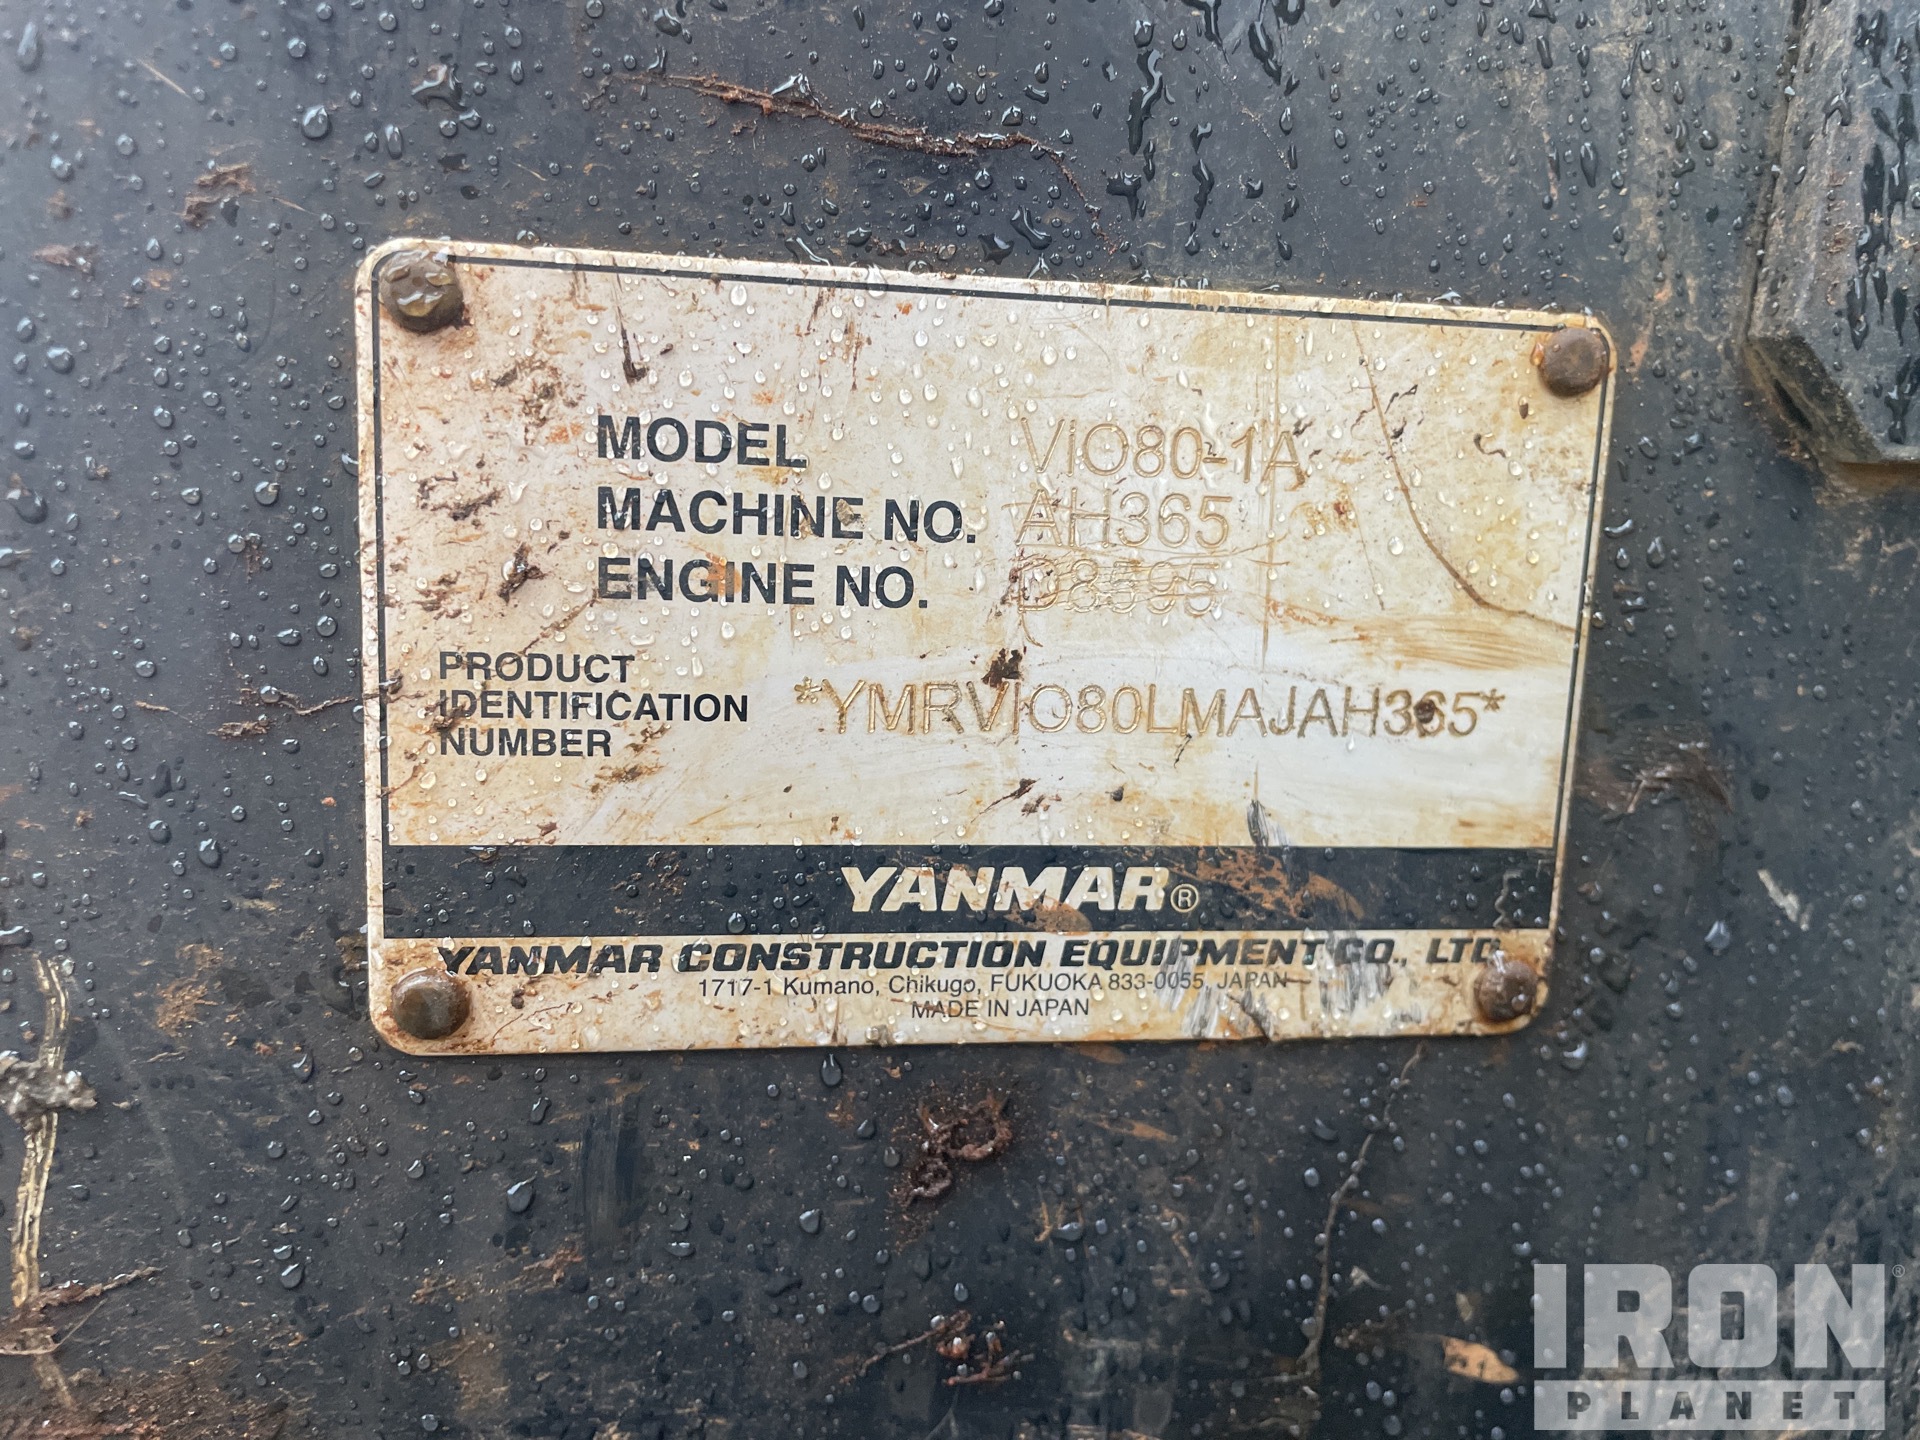 MODEL ViO80-1A
MACHINE NO. AH365
ENGINE NO. D8595
PRODUCT
IDENTIFICATION
NUMBER
*YMRVIO80LMAJAH365*
YANMAR®
YANMAR CONSTRUCTION EQUIPMENT CO., LTD.
1717-1 Kumano, Chikugo, FUKUOKA 833-0055, JAPAN
MADE IN JAPAN
IRON®
PLANET